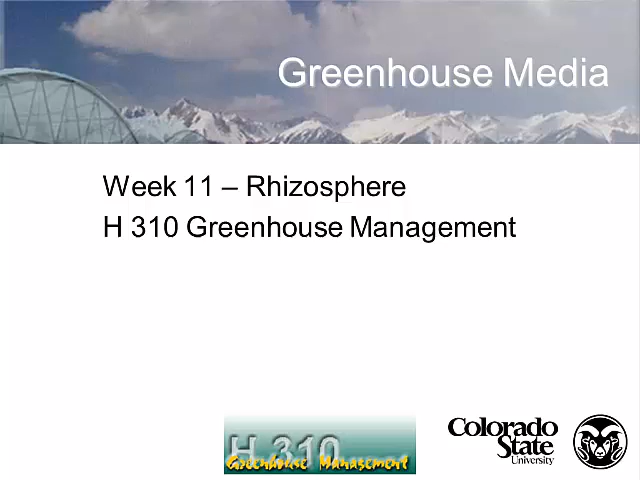 Greenhouse Media
Week 11 – Rhizosphere
H 310 Greenhouse Management
H 310
Greenhouse Management
Colorado
State
University